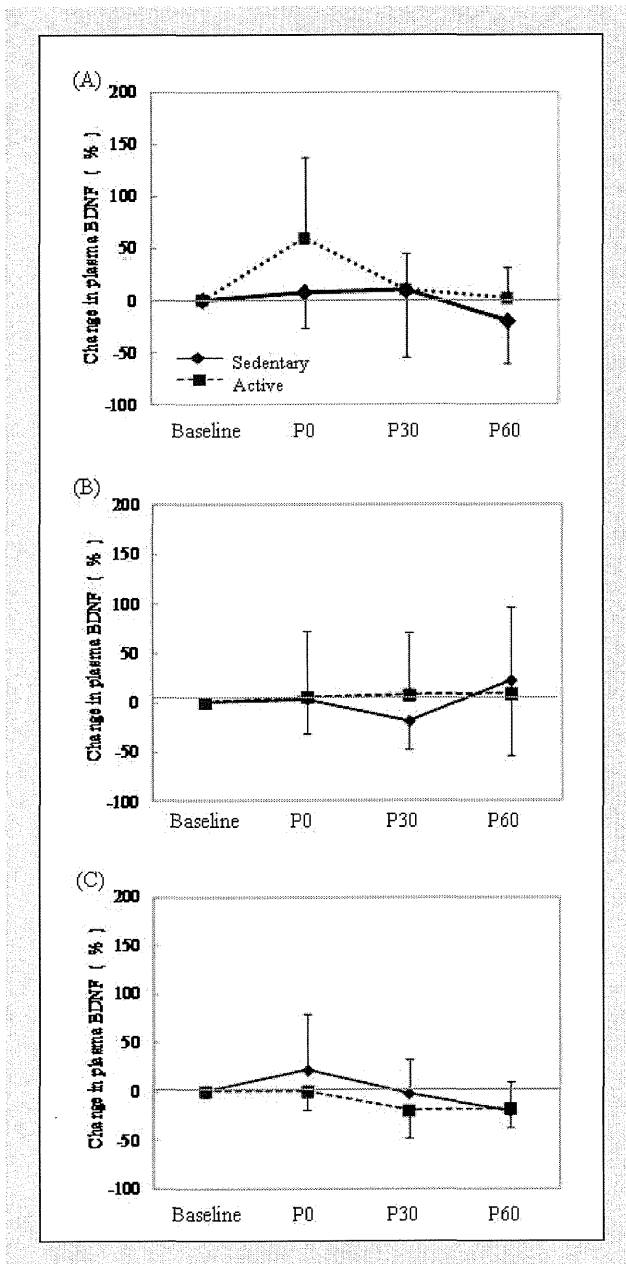 (A)
200
150
100
50
0
-50
-100
Change in plasma BDNF ( % )
Sedentary
Active
Baseline P0 P30 P60
(B)
200
150
100
50
0
-50
-100
Change in plasma BDNF ( % )
Baseline P0 P30 P60
(C)
200
150
100
50
0
-50
-100
Change in plasma BDNF ( % )
Baseline P0 P30 P60